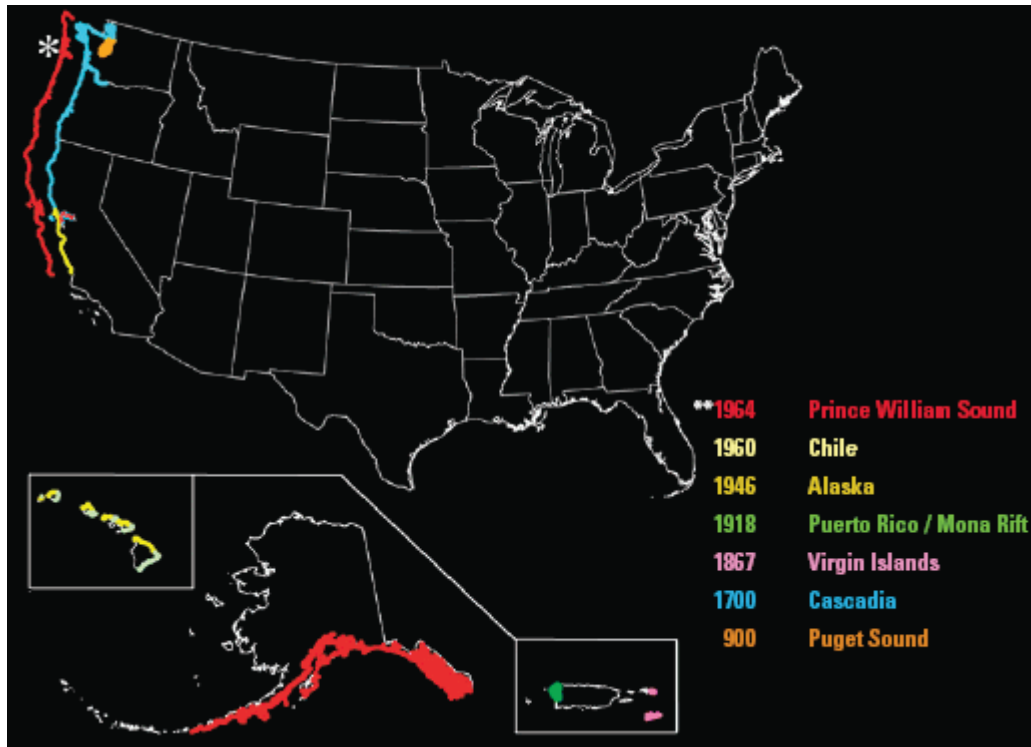 *
**1964 Prince William Sound
1960 Chile
1946 Alaska
1918 Puerto Rico / Mona Rift
1867 Virgin Islands
1700 Cascadia
900 Puget Sound